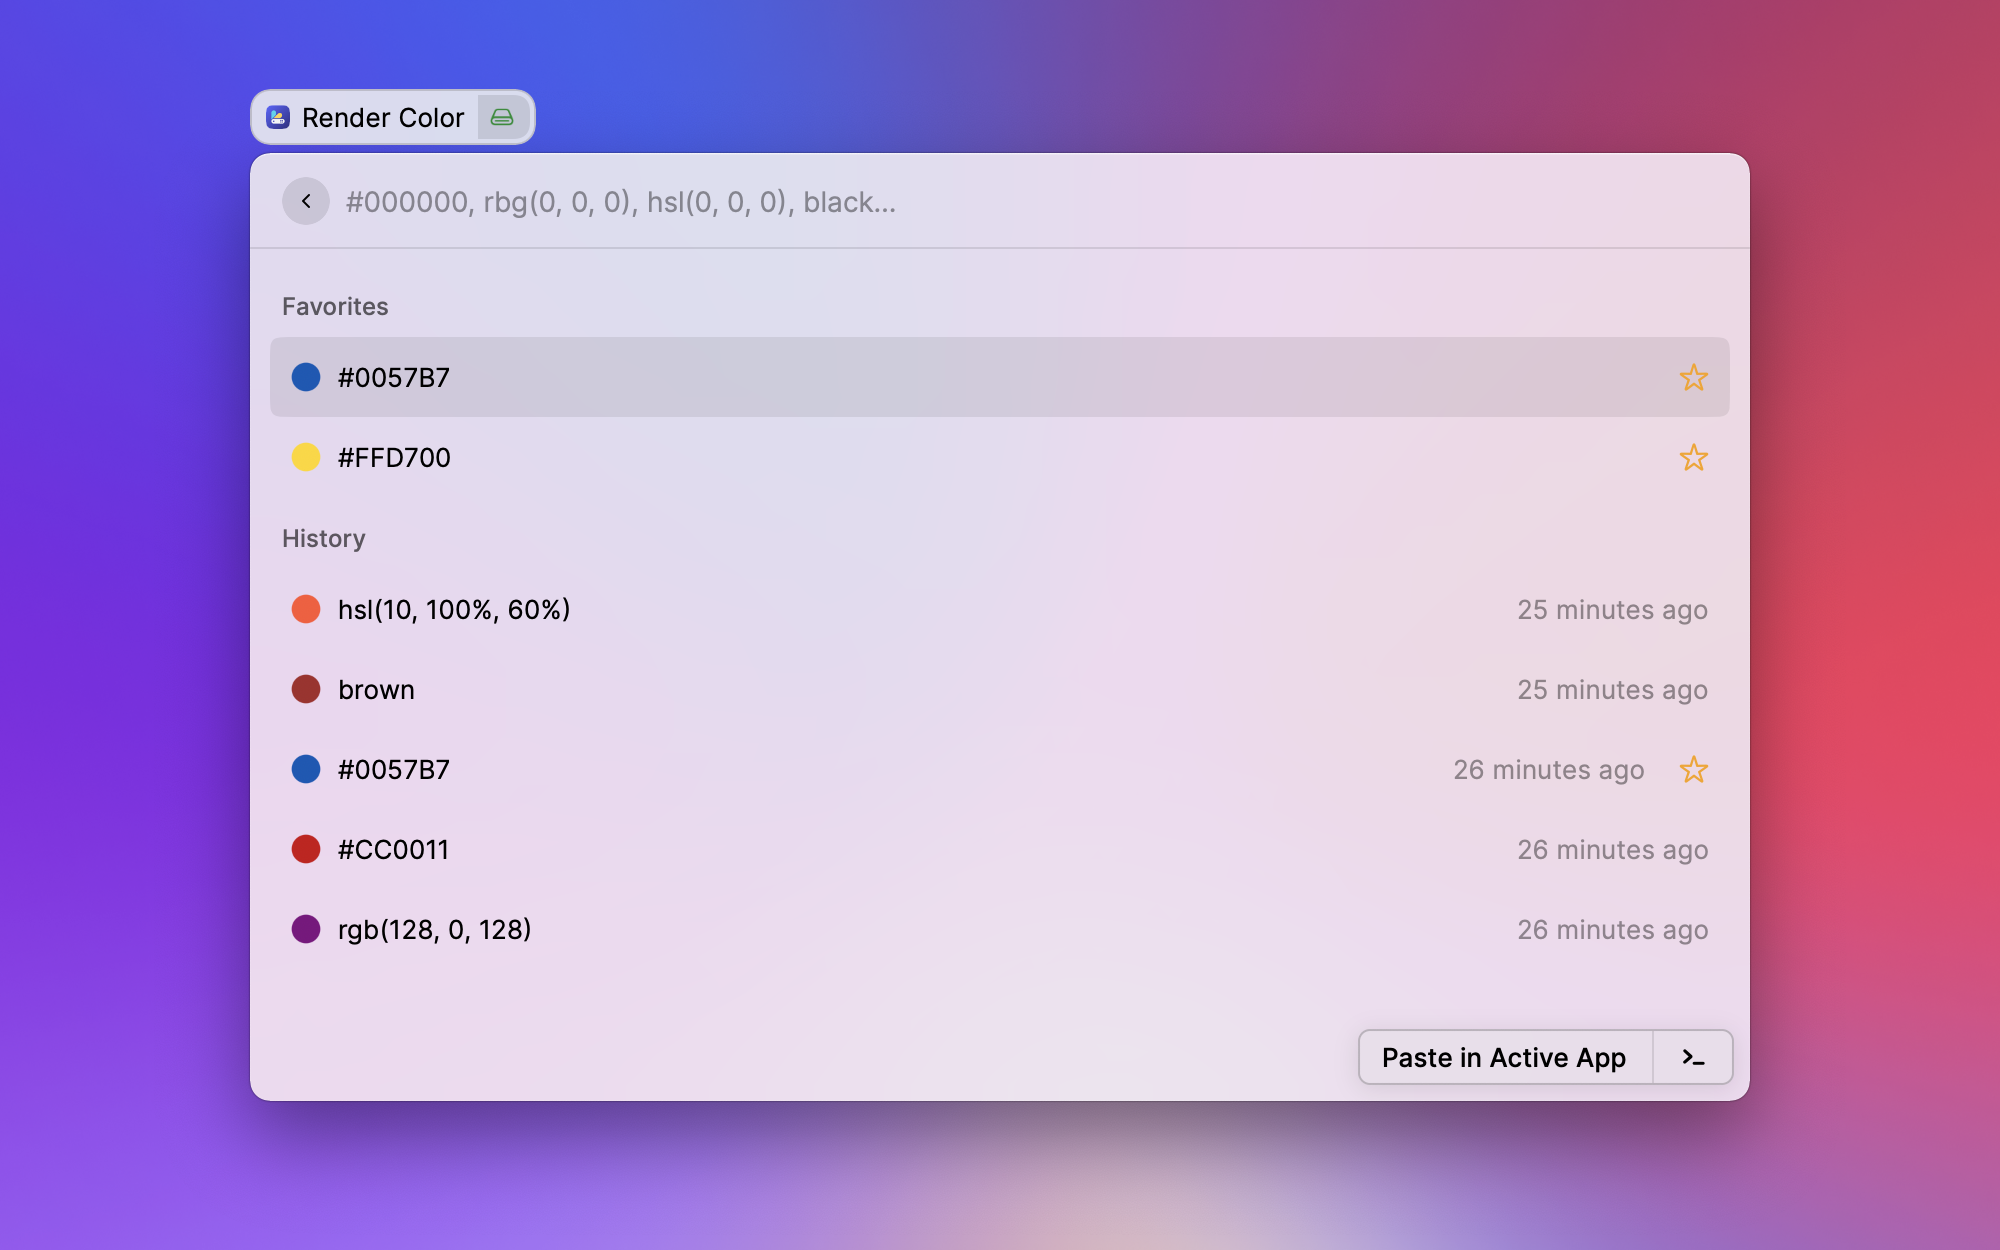 Render Color
#000000, rbg(0, 0, 0), hsl(0, 0, 0), black...
Favorites
#0057B7
#FFD700
History
hsl(10, 100%, 60%) 25 minutes ago
brown 25 minutes ago
#0057B7 26 minutes ago
#CC0011 26 minutes ago
rgb(128, 0, 128) 26 minutes ago
Paste in Active App